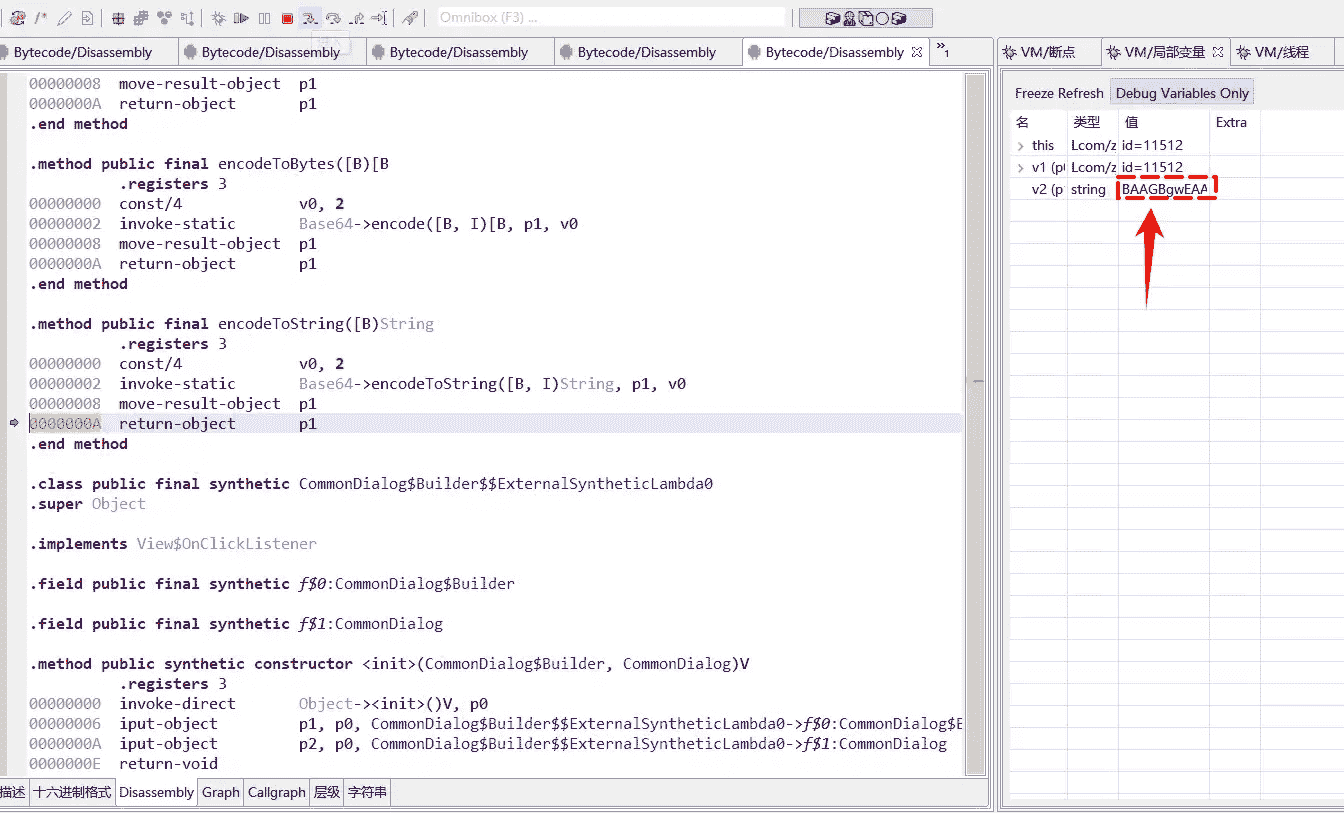 Omnibox (F3) ...
Bytecode/Disassembly Bytecode/Disassembly Bytecode/Disassembly Bytecode/Disassembly Bytecode/Disassembly »1
00000008 move-result-object p1
0000000A return-object p1
.end method
.method public final encodeToBytes([B)[B
.registers 3
00000000 const/4 v0, 2
00000002 invoke-static Base64->encode([B, I)[B, p1, v0
00000008 move-result-object p1
0000000A return-object p1
.end method
.method public final encodeToString([B)String
.registers 3
00000000 const/4 v0, 2
00000002 invoke-static Base64->encodeToString([B, I)String, p1, v0
00000008 move-result-object p1
0000000A return-object p1
.end method
.class public final synthetic CommonDialog$Builder$$ExternalSyntheticLambda0
.super Object
.implements View$OnClickListener
.field public final synthetic f$0:CommonDialog$Builder
.field public final synthetic f$1:CommonDialog
.method public synthetic constructor <init>(CommonDialog$Builder, CommonDialog)V
.registers 3
00000000 invoke-direct Object-><init>()V, p0
00000006 iput-object p1, p0, CommonDialog$Builder$$ExternalSyntheticLambda0->f$0:CommonDialog$E
0000000A iput-object p2, p0, CommonDialog$Builder$$ExternalSyntheticLambda0->f$1:CommonDialog
0000000E return-void
描述 十六进制格式 Disassembly Graph Callgraph 层级 字符串
VM/断点 VM/局部变量 VM/线程
Freeze Refresh Debug Variables Only
名 类型 值 Extra
this Lcom/z id=11512
v1 (p( Lcom/z id=11512
v2 (p string BAAGBgwEAA